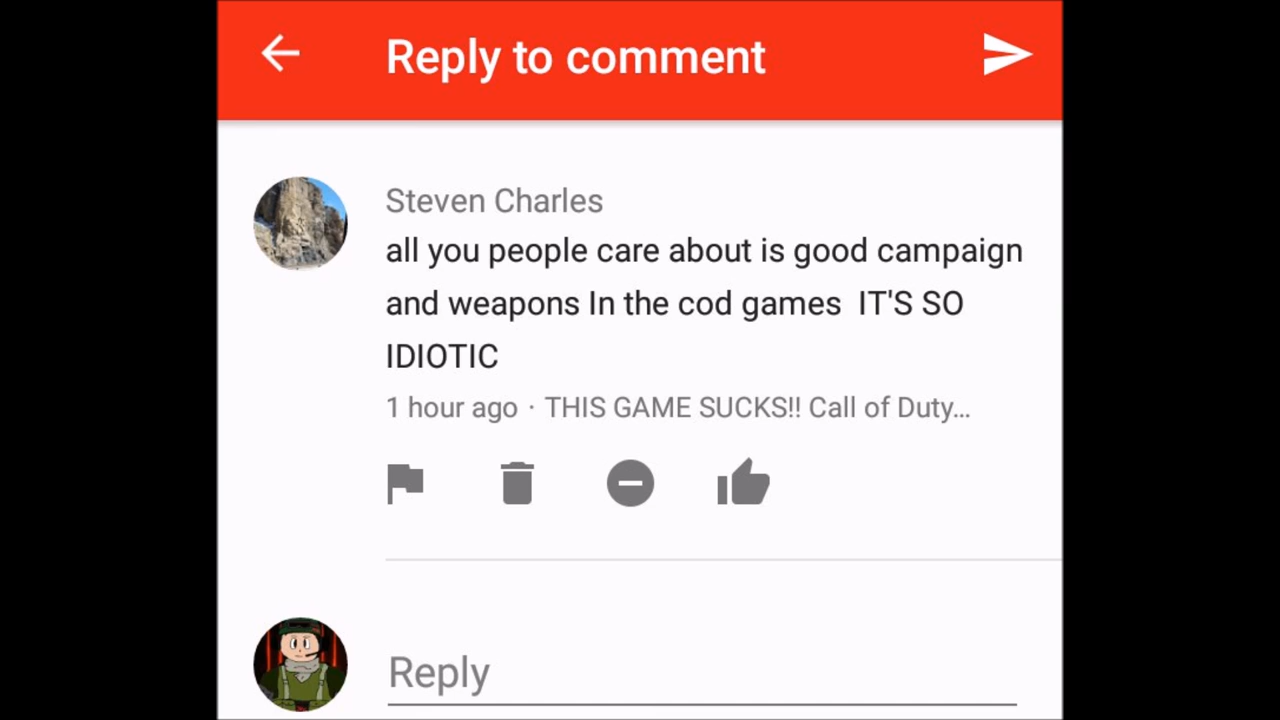 Reply to comment
Steven Charles
all you people care about is good campaign
and weapons In the cod games  IT'S SO
IDIOTIC
1 hour ago · THIS GAME SUCKS!! Call of Duty...
Reply